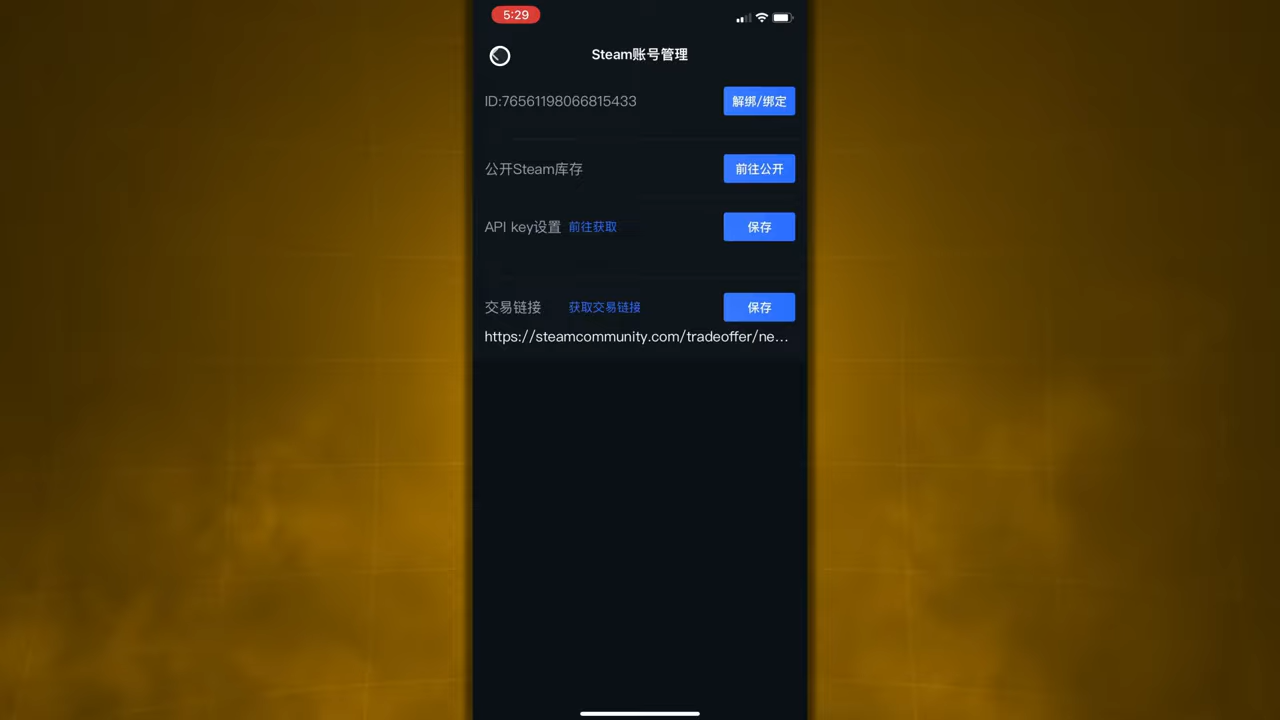 5:29
Steam账号管理
ID:76561198066815433
解绑/绑定
公开Steam库存
前往公开
API key设置 前往获取
保存
交易链接 获取交易链接
保存
https://steamcommunity.com/tradeoffer/ne...